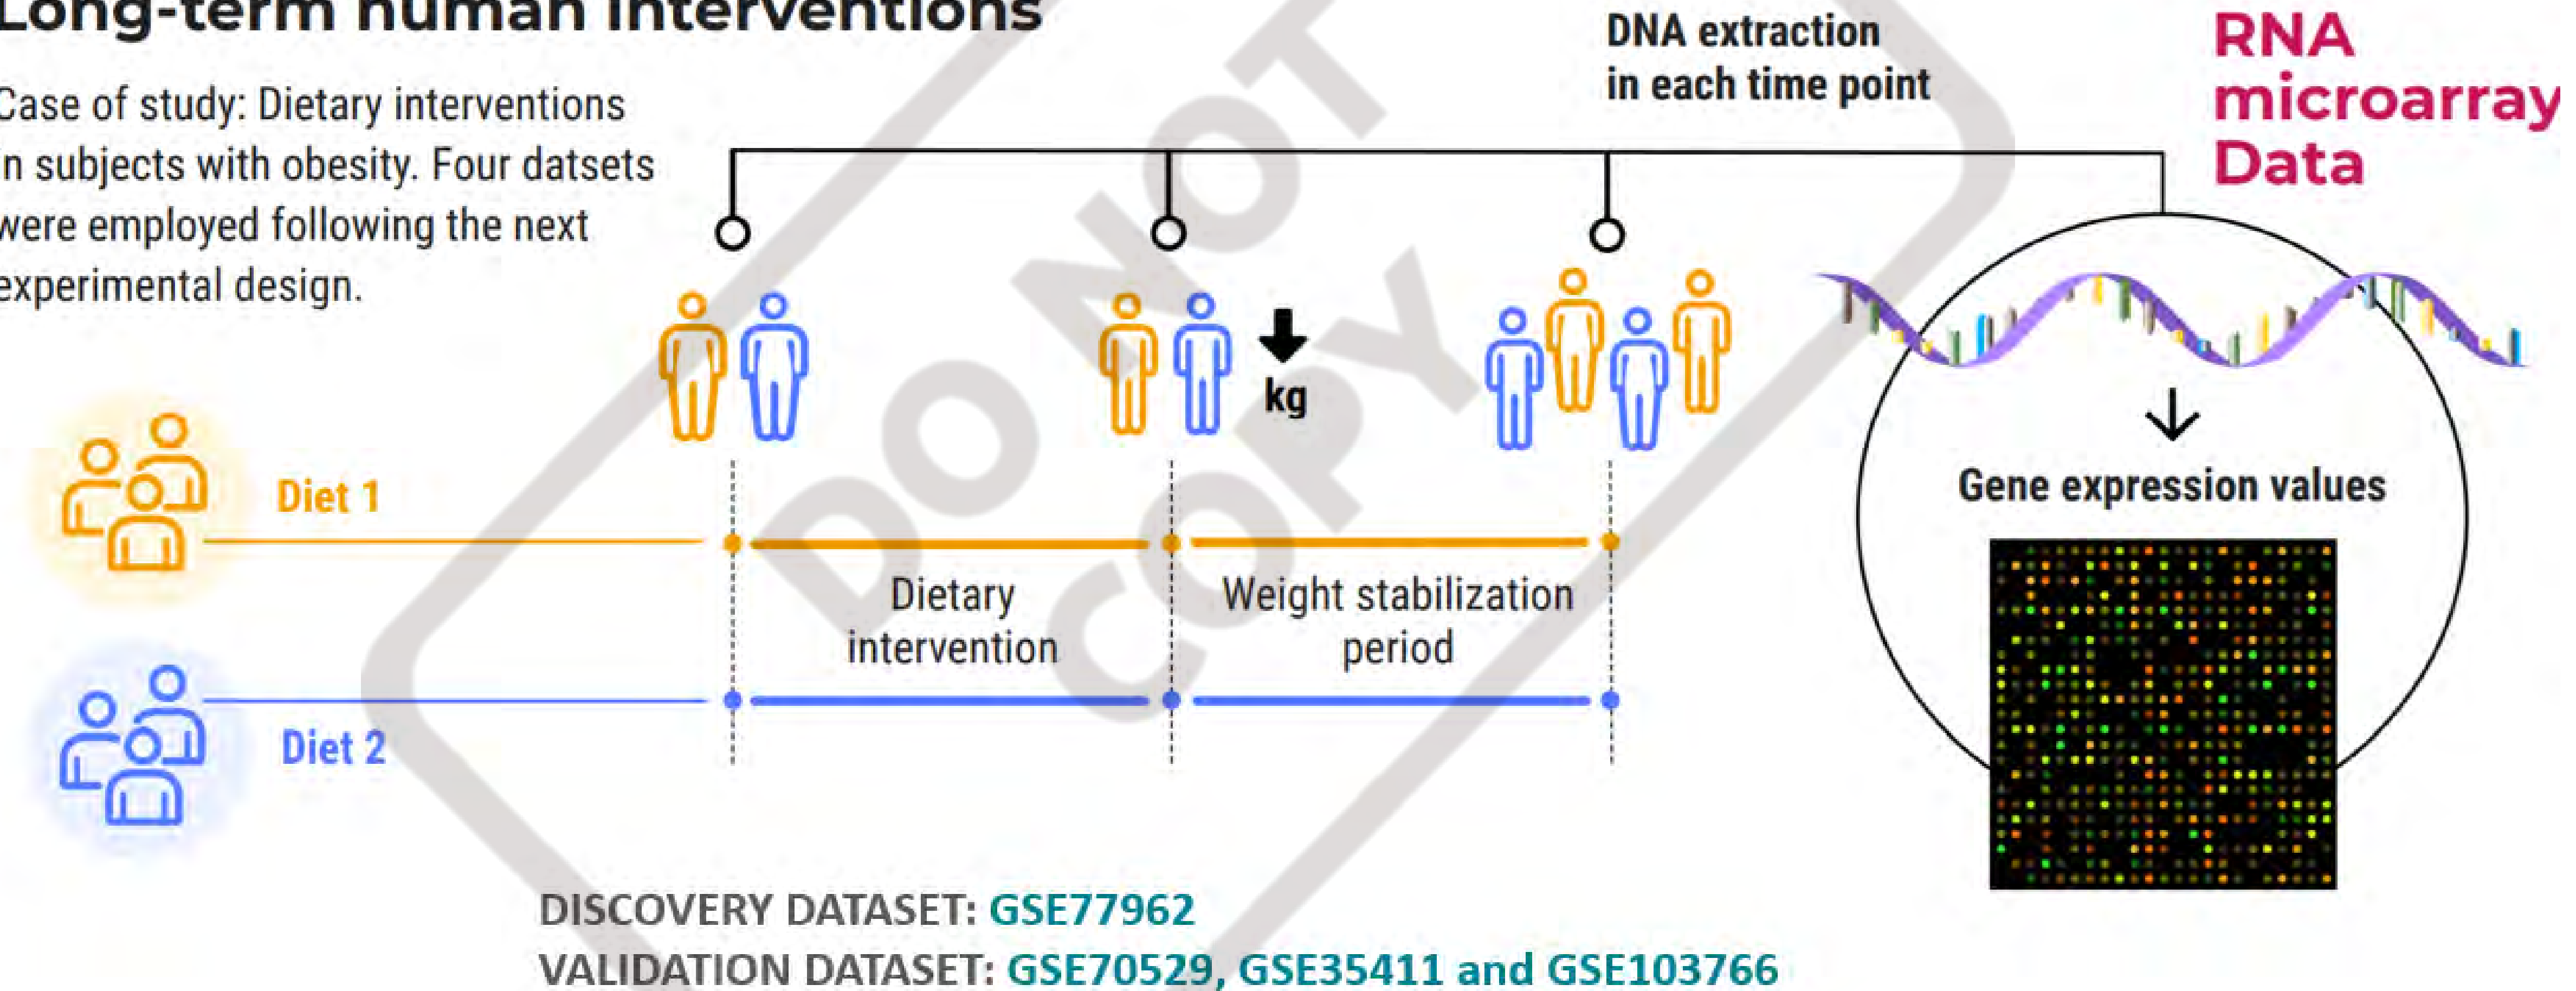 Long-term human interventions
Case of study: Dietary interventions
in subjects with obesity. Four datsets
were employed following the next
experimental design.
DNA extraction
in each time point
RNA
microarray
Data
kg
Diet 1
Dietary
intervention
Weight stabilization
period
Diet 2
Gene expression values
DO NOT
COPY
DISCOVERY DATASET: GSE77962
VALIDATION DATASET: GSE70529, GSE35411 and GSE103766